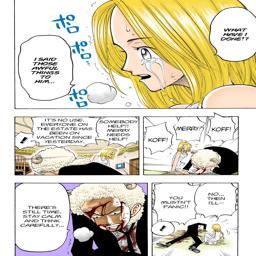 WHAT
HAVE I
DONE!?
ポロ
ポロ
I SAID
THOSE
AWFUL
THINGS
TO HIM...
KOFF!
MERRY?
KOFF!
SOMEBODY
HELP!
MERRY
NEEDS
HELP!
IT'S NO USE.
EVERYONE
ON THE ESTATE
HAS BEEN ON
VACATION SINCE
YESTERDAY.
KOFF!
NO...
THEN
I'LL--
YOU
MUSTN'T
PANIC!!
THERE'S
STILL TIME.
STAY CALM
AND THINK
CAREFULLY...